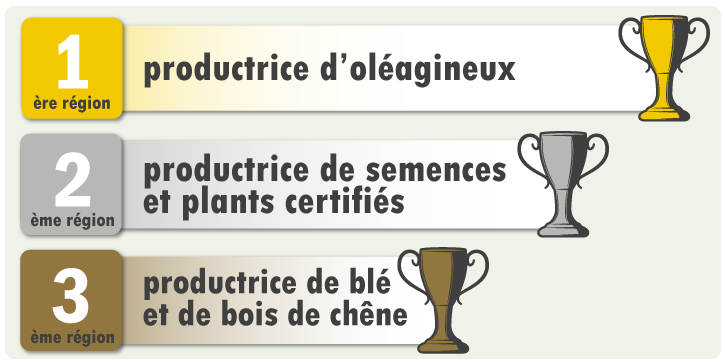 1
ère région
productrice d'oléagineux
2
ème région
productrice de semences
et plants certifiés
3
ème région
productrice de blé
et de bois de chêne